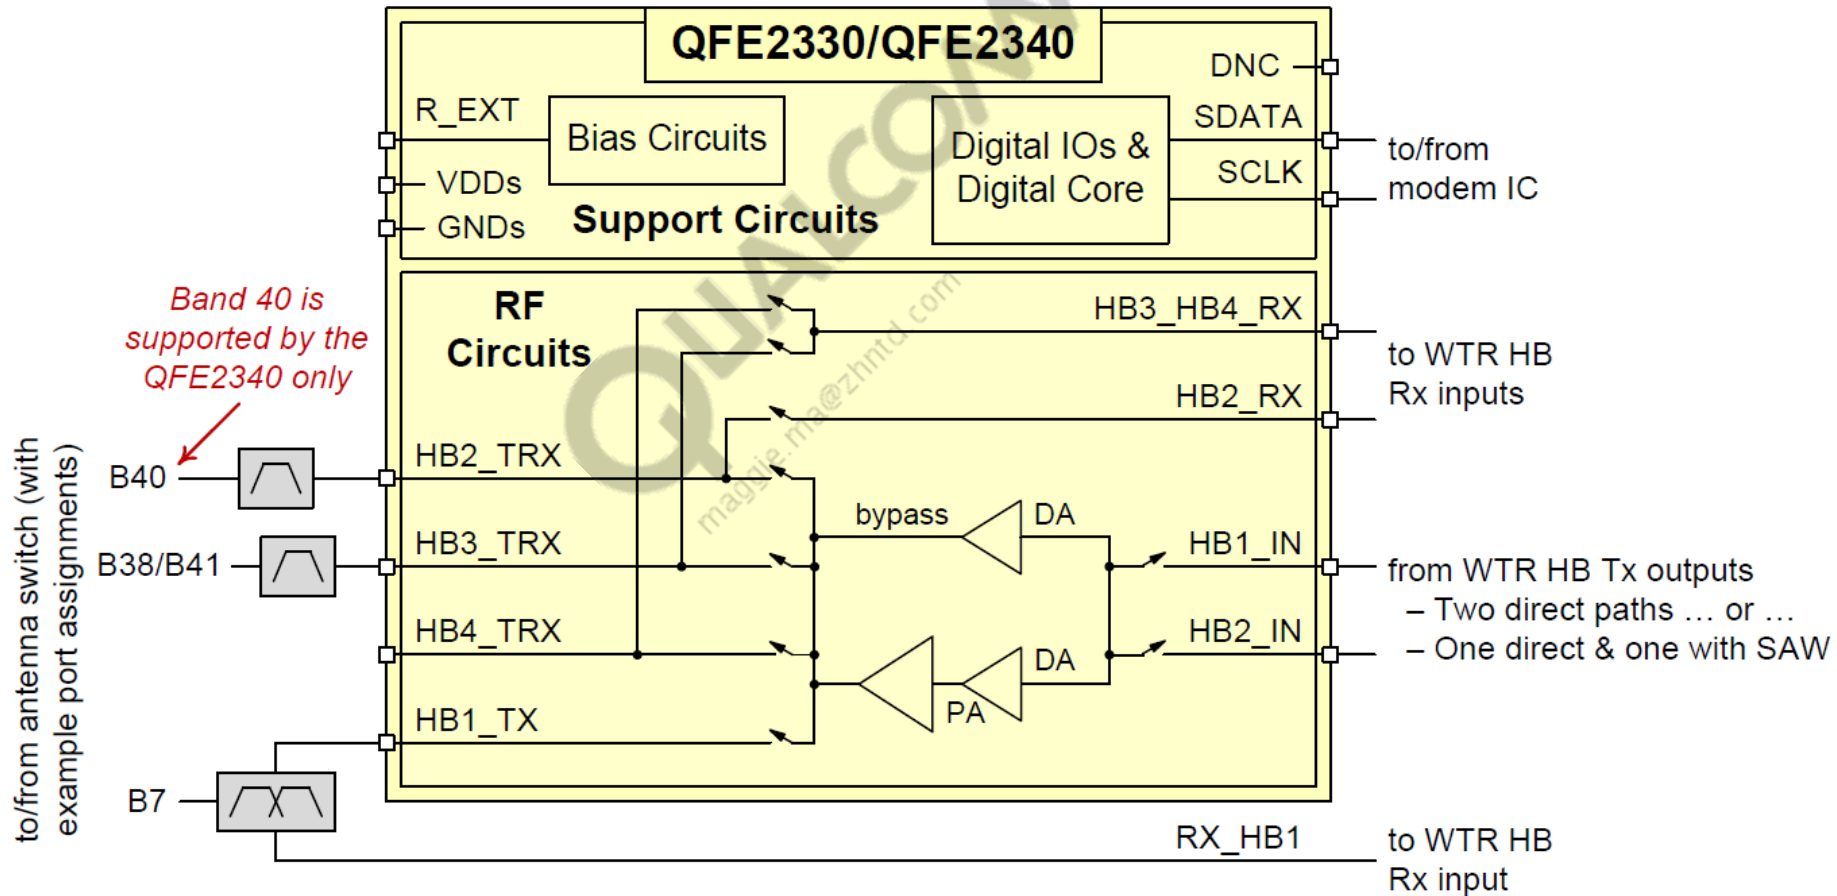 QFE2330/QFE2340
DNC
R_EXT
Bias Circuits
Digital IOs &
Digital Core
SDATA
SCLK
to/from
modem IC
VDDs
GNDs
Support Circuits
QUALCOMM
maggie.ma@zhntd.com
Band 40 is
supported by the
QFE2340 only
RF
Circuits
HB3_HB4_RX
HB2_RX
to WTR HB
Rx inputs
to/from antenna switch (with
example port assignments)
B40
HB2_TRX
bypass
DA
HB1_IN
B38/B41
HB3_TRX
from WTR HB Tx outputs
– Two direct paths ... or ...
– One direct & one with SAW
HB4_TRX
DA
HB2_IN
PA
HB1_TX
B7
RX_HB1
to WTR HB
Rx input